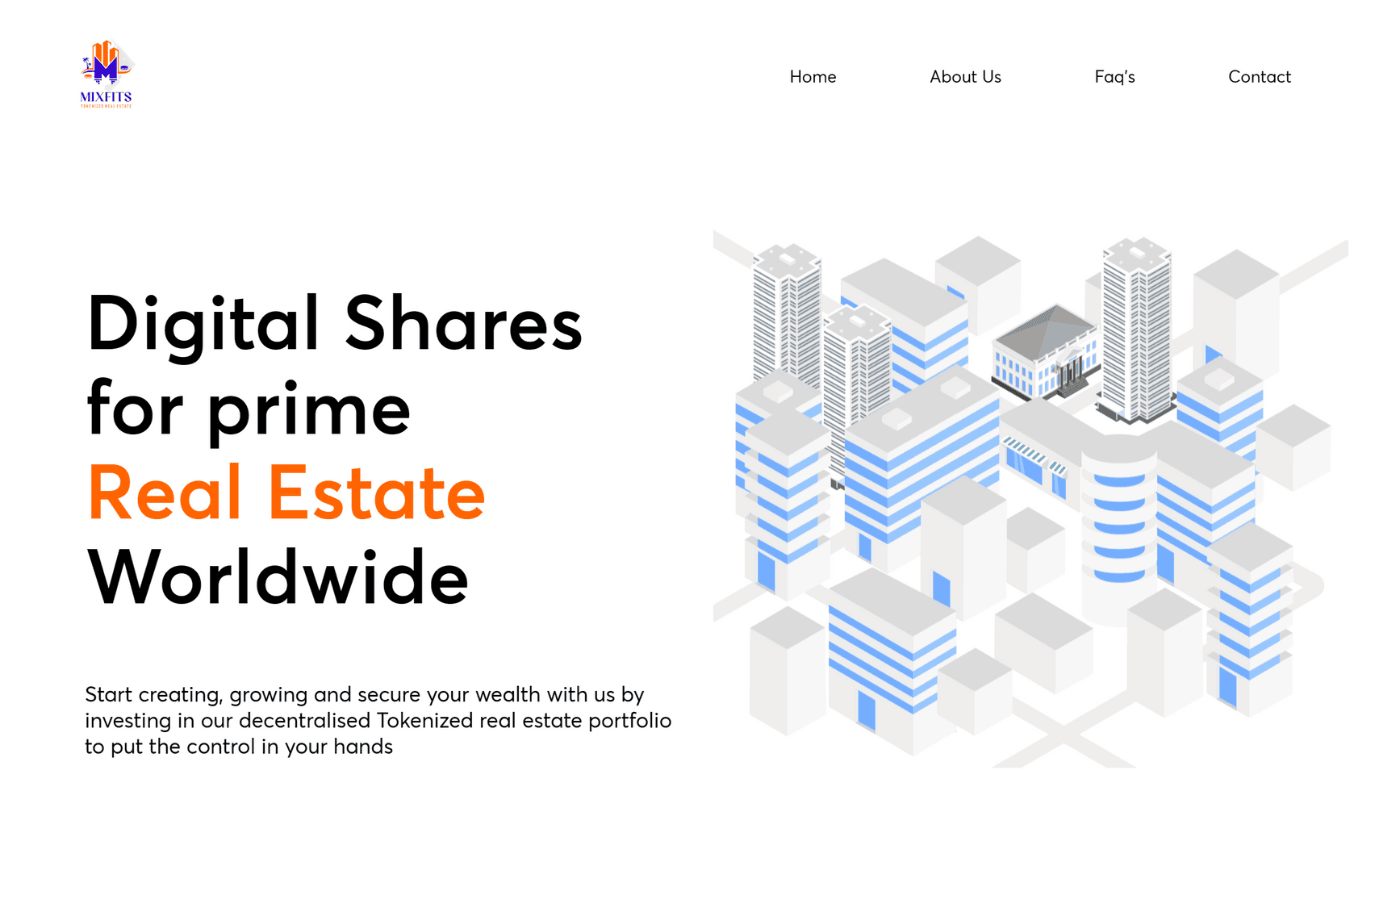 MIXFITS
TOKENIZED REAL ESTATE
Home
About Us
Faq's
Contact
Digital Shares
for prime
Real Estate
Worldwide
Start creating, growing and secure your wealth with us by
investing in our decentralised Tokenized real estate portfolio
to put the control in your hands